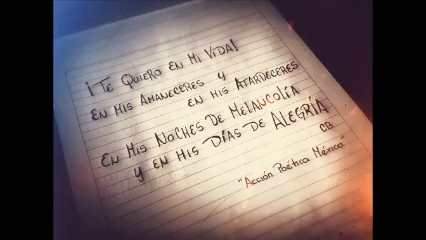 ¡TE QUIERO EN MI VIDA!
EN MIS AMANECERES Y
EN MIS ATARDECERES
EN MIS NOCHES DE MELANCOLÍA
Y EN MIS DÍAS DE ALEGRÍA
CB
"Acción Poética México"